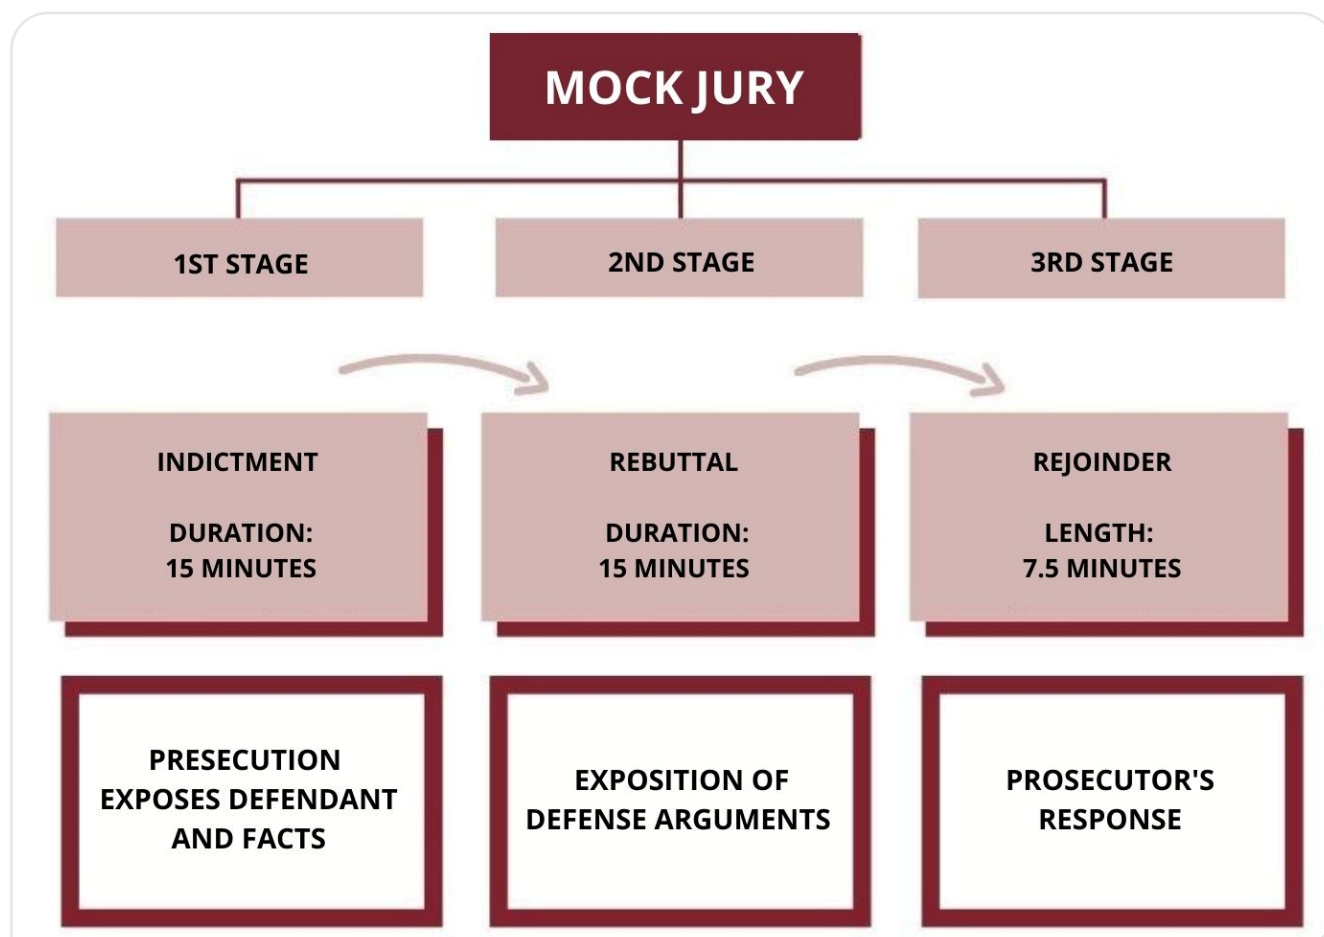 MOCK JURY
1ST STAGE
2ND STAGE
3RD STAGE
INDICTMENT
DURATION:
15 MINUTES
REBUTTAL
DURATION:
15 MINUTES
REJOINDER
LENGTH:
7.5 MINUTES
PRESECUTION
EXPOSES DEFENDANT
AND FACTS
EXPOSITION OF
DEFENSE ARGUMENTS
PROSECUTOR'S
RESPONSE